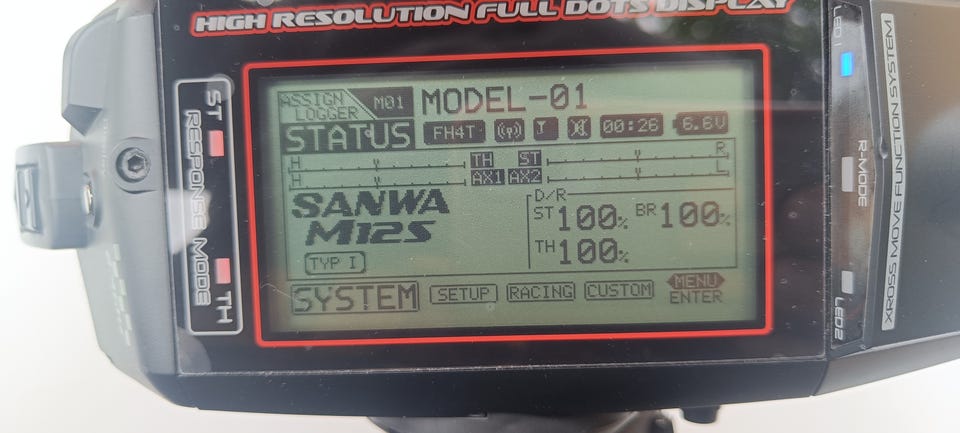 HIGH RESOLUTION FULL DOTS DISPLAY
ASSIGN
LOGGER
M01
MODEL-01
STATUS
FH4T
00:26
6.6V
H TH ST R
H AX1 AX2 L
SANWA
M12S
TYP I
D/R
ST 100% BR 100%
TH 100%
SYSTEM
SETUP RACING CUSTOM
MENU
ENTER
ST
RESPONSE MODE
TH
LED1
R-MODE
LED2
XROSS MOVE FUNCTION SYSTEM